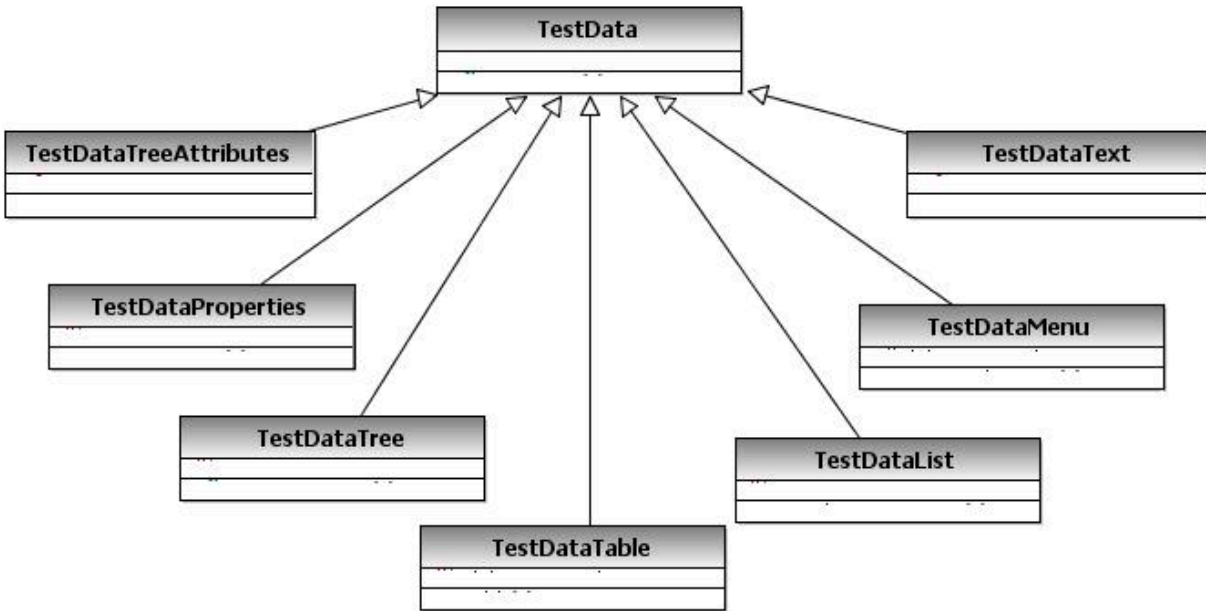 TestData
TestDataTreeAttributes
TestDataText
TestDataProperties
TestDataMenu
TestDataTree
TestDataList
TestDataTable